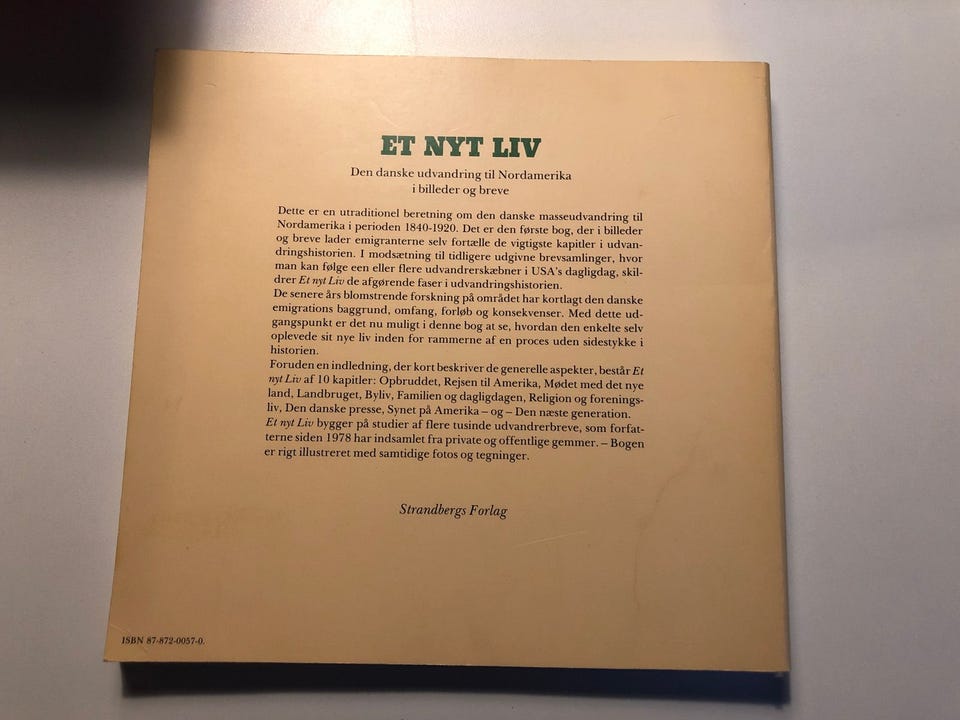 ET NYT LIV
Den danske udvandring til Nordamerika
i billeder og breve
Dette er en utraditionel beretning om den danske masseudvandring til
Nordamerika i perioden 1840-1920. Det er den første bog, der i billeder
og breve lader emigranterne selv fortælle de vigtigste kapitler i udvan-
dringshistorien. I modsætning til tidligere udgivne brevsamlinger, hvor
man kan følge een eller flere udvandrerskæbner i USA's dagligdag, skil-
drer Et nyt Liv de afgørende faser i udvandringshistorien.
De senere års blomstrende forskning på området har kortlagt den danske
emigrations baggrund, omfang, forløb og konsekvenser. Med dette ud-
gangspunkt er det nu muligt i denne bog at se, hvordan den enkelte selv
oplevede sit nye liv inden for rammerne af en proces uden sidestykke i
historien.
Foruden en indledning, der kort beskriver de generelle aspekter, består Et
nyt Liv af 10 kapitler: Opbruddet, Rejsen til Amerika, Mødet med det nye
land, Landbruget, Byliv, Familien og dagligdagen, Religion og forenings-
liv, Den danske presse, Synet på Amerika – og – Den næste generation.
Et nyt Liv bygger på studier af flere tusinde udvandrerbreve, som forfat-
terne siden 1978 har indsamlet fra private og offentlige gemmer. – Bogen
er rigt illustreret med samtidige fotos og tegninger.
Strandbergs Forlag
ISBN 87-872-0057-0.